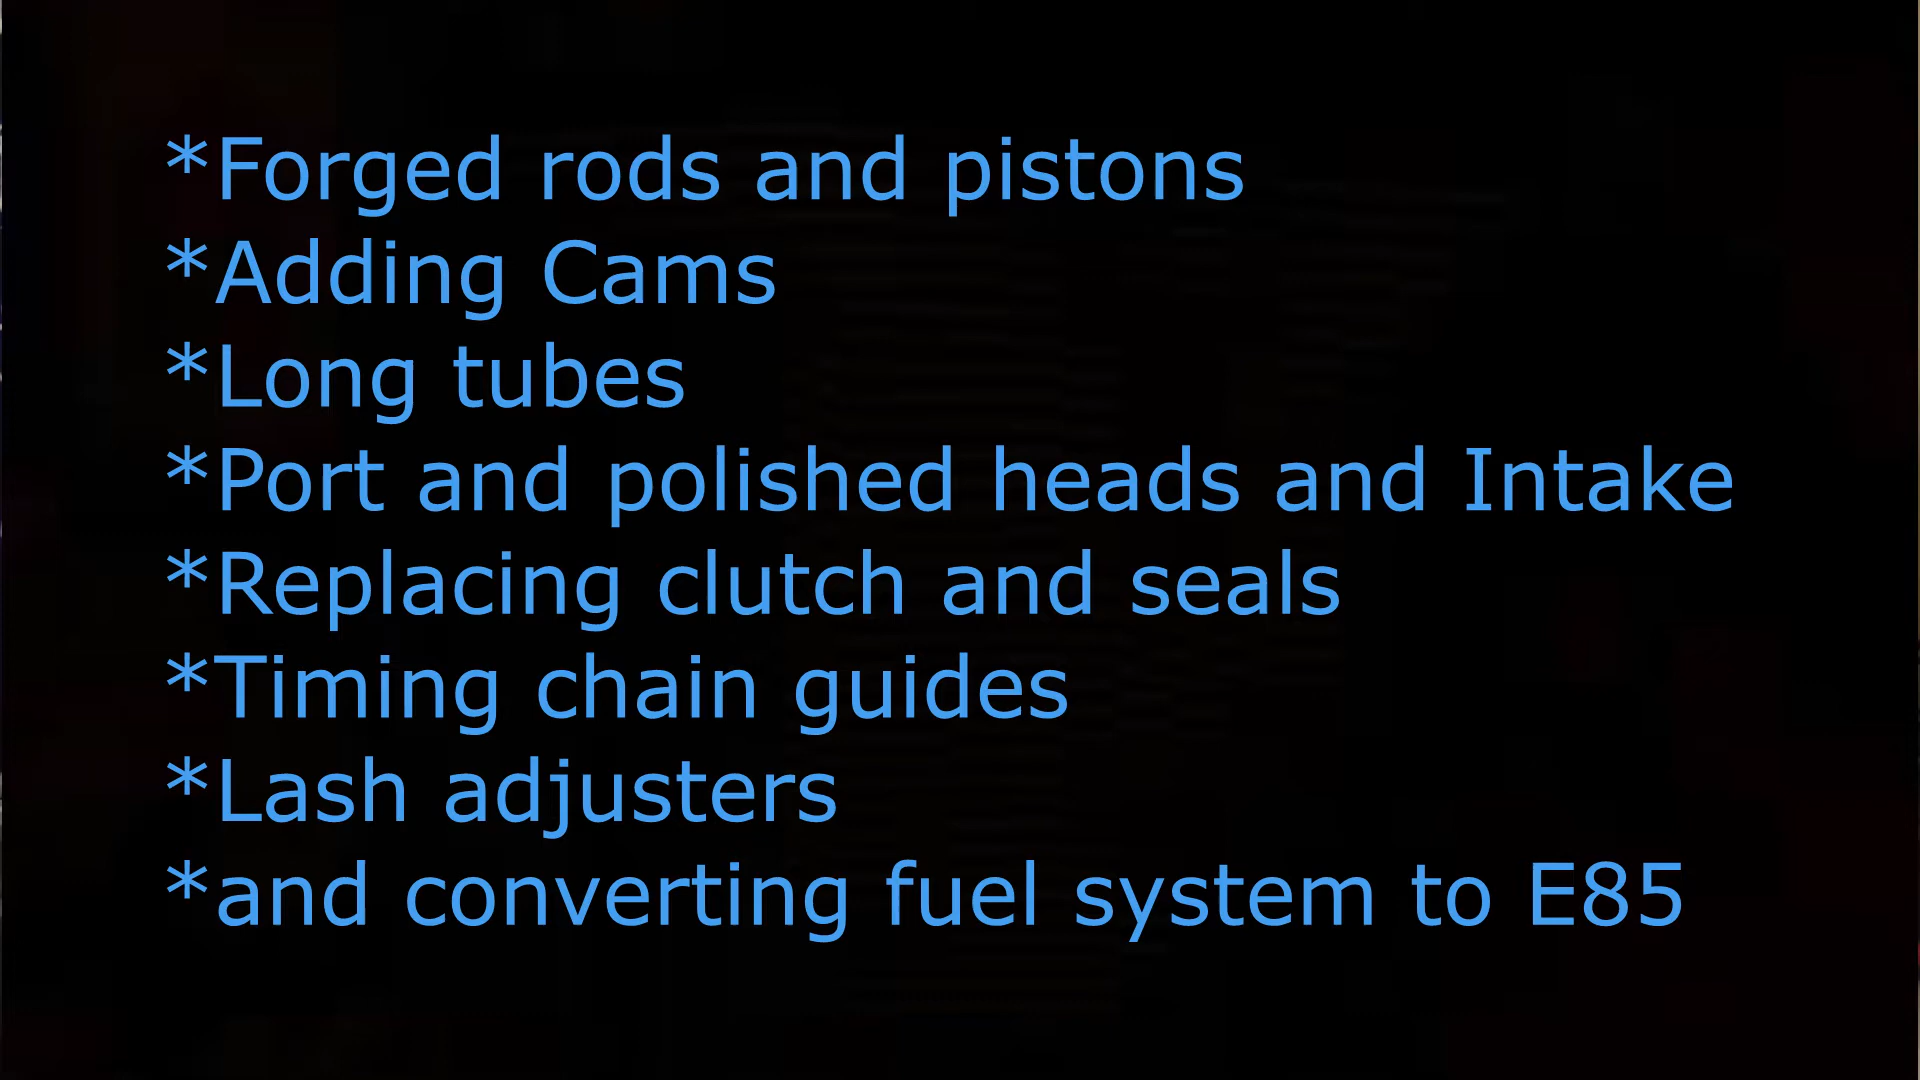 *Forged rods and pistons
*Adding Cams
*Long tubes
*Port and polished heads and Intake
*Replacing clutch and seals
*Timing chain guides
*Lash adjusters
*and converting fuel system to E85